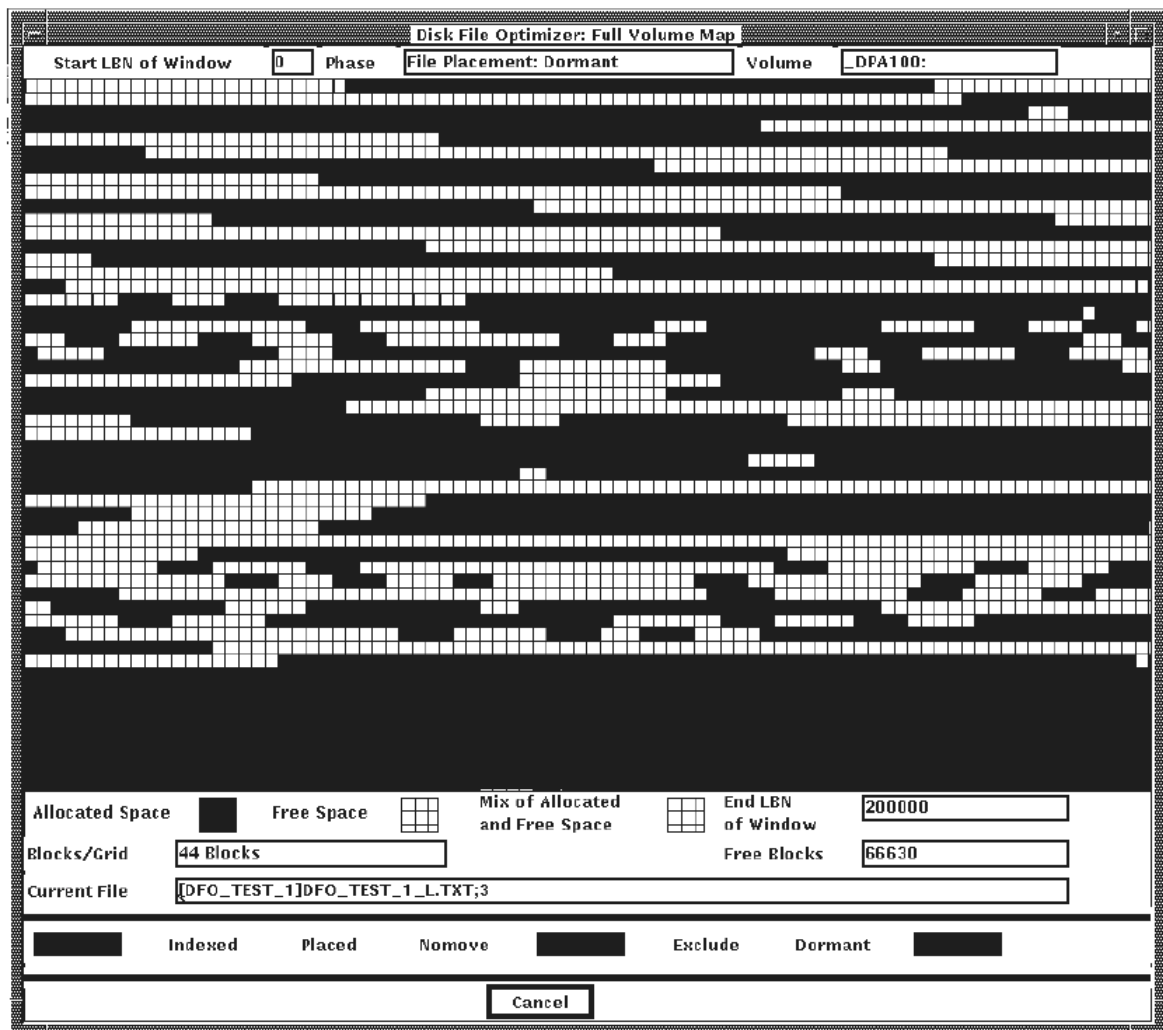 Disk File Optimizer: Full Volume Map
Start LBN of Window 0 Phase File Placement: Dormant Volume _DPA100:
Allocated Space Free Space Mix of Allocated and Free Space End LBN of Window 200000
Blocks/Grid 44 Blocks Free Blocks 66630
Current File [DFO_TEST_1]DFO_TEST_1_L.TXT;3
Indexed Placed Nomove Exclude Dormant
Cancel